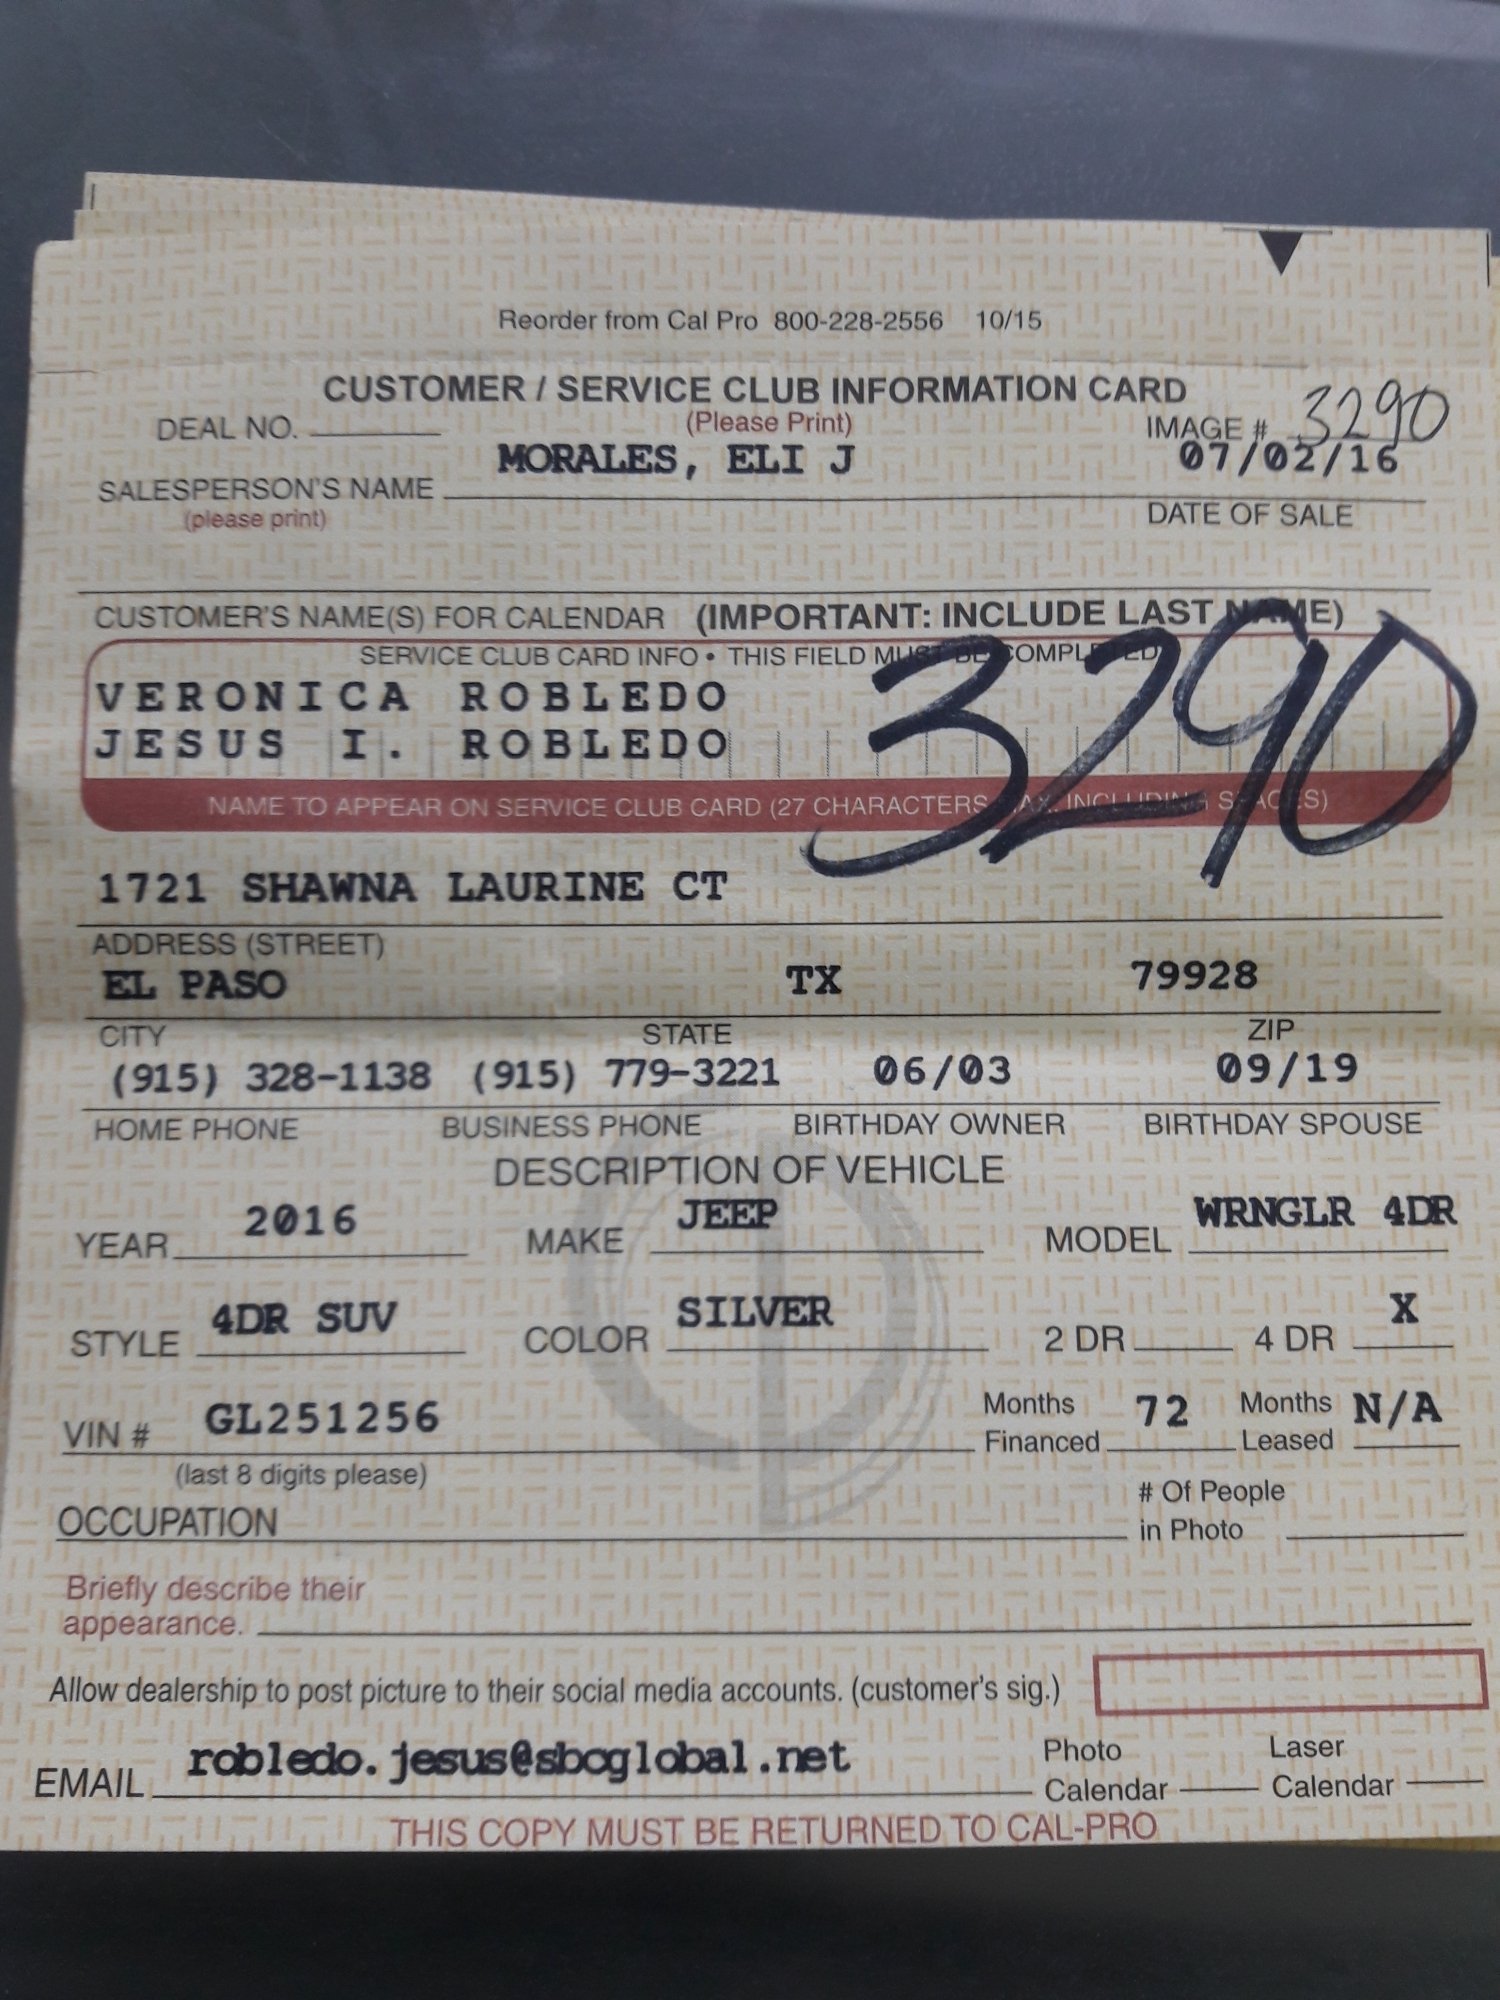 Reorder from Cal Pro 800-228-2556 10/15
CUSTOMER / SERVICE CLUB INFORMATION CARD
DEAL NO. (Please Print) IMAGE # 3290
MORALES, ELI J 07/02/16
SALESPERSON'S NAME DATE OF SALE
(please print)
CUSTOMER'S NAME(S) FOR CALENDAR (IMPORTANT: INCLUDE LAST NAME)
SERVICE CLUB CARD INFO • THIS FIELD MUST BE COMPLETED
VERONICA ROBLEDO
JESUS I. ROBLEDO
3290
NAME TO APPEAR ON SERVICE CLUB CARD (27 CHARACTERS MAX. INCLUDING SPACES)
1721 SHAWNA LAURINE CT
ADDRESS (STREET)
EL PASO TX 79928
CITY STATE ZIP
(915) 328-1138 (915) 779-3221 06/03 09/19
HOME PHONE BUSINESS PHONE BIRTHDAY OWNER BIRTHDAY SPOUSE
DESCRIPTION OF VEHICLE
YEAR 2016 MAKE JEEP MODEL WRNGLR 4DR
STYLE 4DR SUV COLOR SILVER 2 DR 4 DR X
VIN # GL251256 Months Financed 72 Months Leased N/A
(last 8 digits please)
OCCUPATION # Of People in Photo
Briefly describe their
appearance.
Allow dealership to post picture to their social media accounts. (customer's sig.)
EMAIL robledo.jesus@sbcglobal.net Photo Calendar Laser Calendar
THIS COPY MUST BE RETURNED TO CAL-PRO